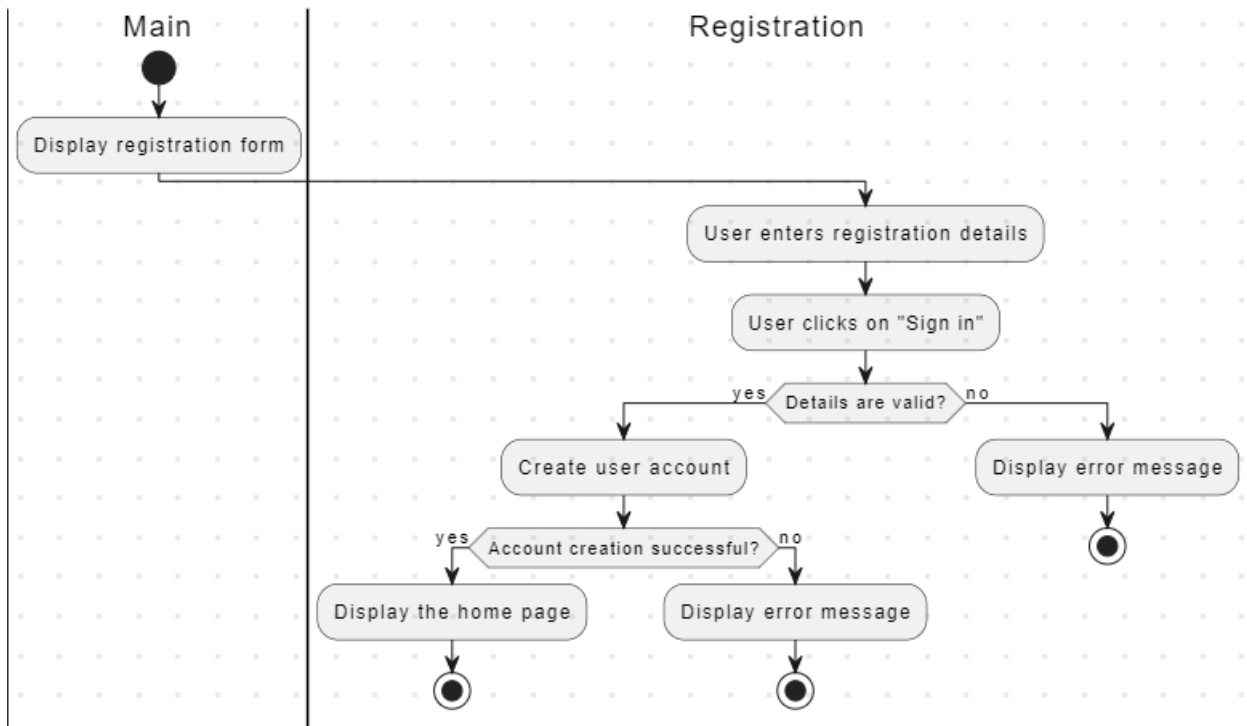 Main
Registration
Display registration form
User enters registration details
User clicks on "Sign in"
yes
Details are valid?
no
Create user account
Display error message
yes
Account creation successful?
no
Display the home page
Display error message